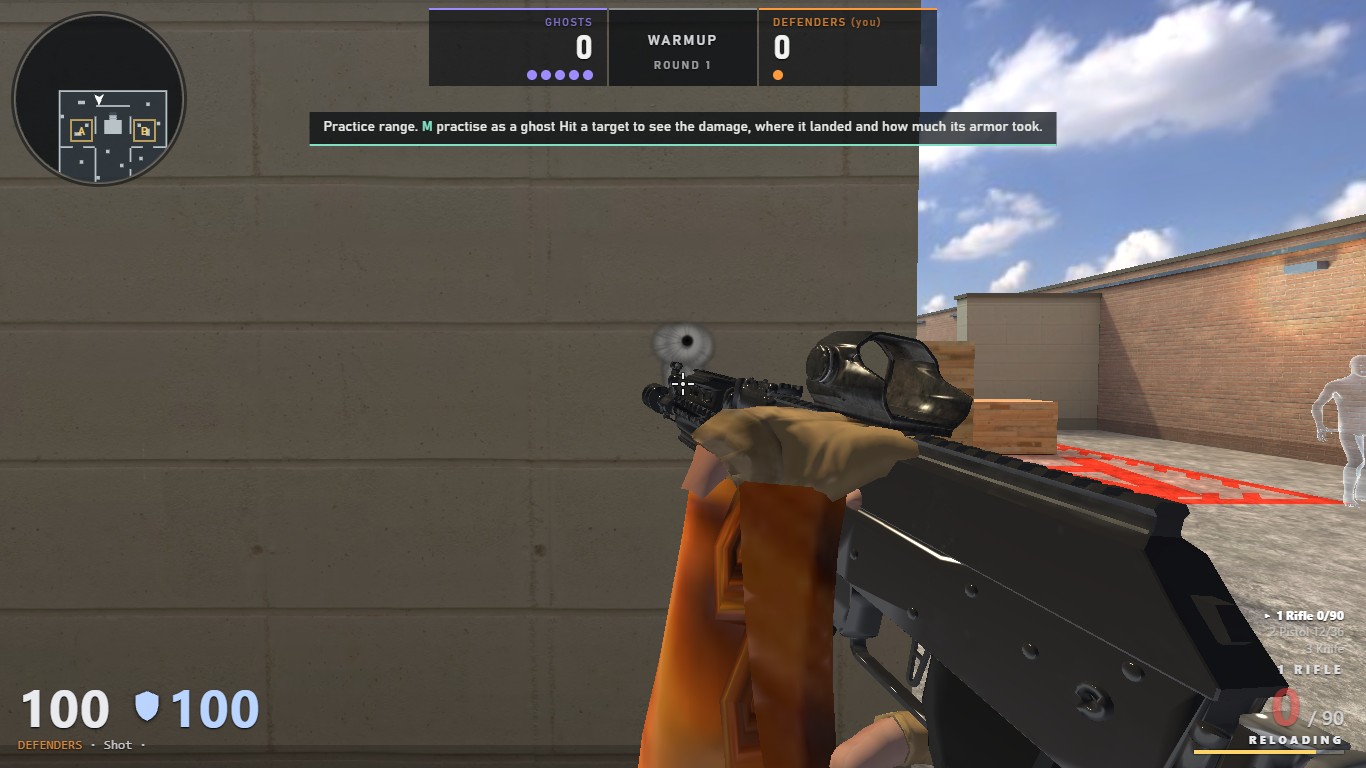 GHOSTS
0
WARMUP
ROUND 1
DEFENDERS (you)
0
Practice range. M practise as a ghost Hit a target to see the damage, where it landed and how much its armor took.
A
B
▸ 1 Rifle 0/90
2 Pistol 12/36
3 Knife
1 RIFLE
0 / 90
RELOADING
100 100
DEFENDERS · Shot ·